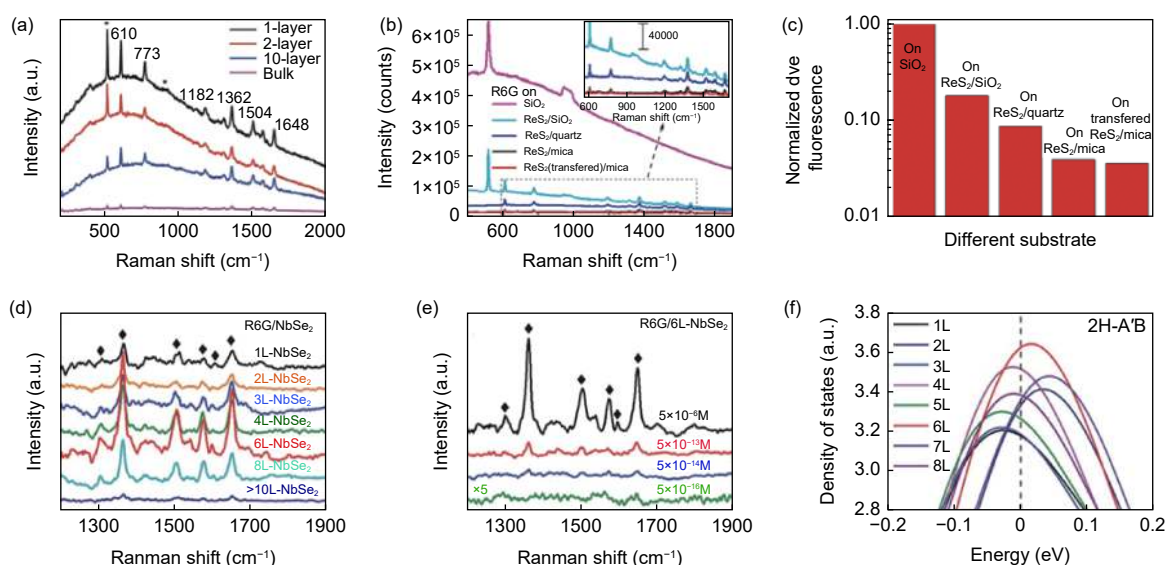 (a)
1-layer
2-layer
10-layer
Bulk
*
610
773
*
1182
1362
1504
1648
Intensity (a.u.)
500
1000
1500
2000
Raman shift (cm⁻¹)
(b)
6×10⁵
5×10⁵
4×10⁵
3×10⁵
2×10⁵
1×10⁵
0
Intensity (counts)
R6G on
SiO₂
ReS₂/SiO₂
ReS₂/quartz
ReS₂/mica
ReS₂(transfered)/mica
40000
600
900
1200
1500
Raman shift (cm⁻¹)
600
1000
1400
1800
Raman shift (cm⁻¹)
(c)
1.00
0.10
0.01
Normalized dve
fluorescence
On
SiO₂
On
ReS₂/SiO₂
On
ReS₂/quartz
On
ReS₂/mica
On
transfered
ReS₂/mica
Different substrate
(d)
R6G/NbSe₂
1L-NbSe₂
2L-NbSe₂
3L-NbSe₂
4L-NbSe₂
6L-NbSe₂
8L-NbSe₂
>10L-NbSe₂
Intensity (a.u.)
1300
1500
1700
1900
Ranman shift (cm⁻¹)
(e)
R6G/6L-NbSe₂
5×10⁻⁶M
5×10⁻¹³M
5×10⁻¹⁴M
×5
5×10⁻¹⁶M
Intensity (a.u.)
1300
1500
1700
1900
Ranman shift (cm⁻¹)
(f)
2H-A′B
1L
2L
3L
4L
5L
6L
7L
8L
3.8
3.6
3.4
3.2
3.0
2.8
Density of states (a.u.)
−0.2
−0.1
0
0.1
0.2
Energy (eV)